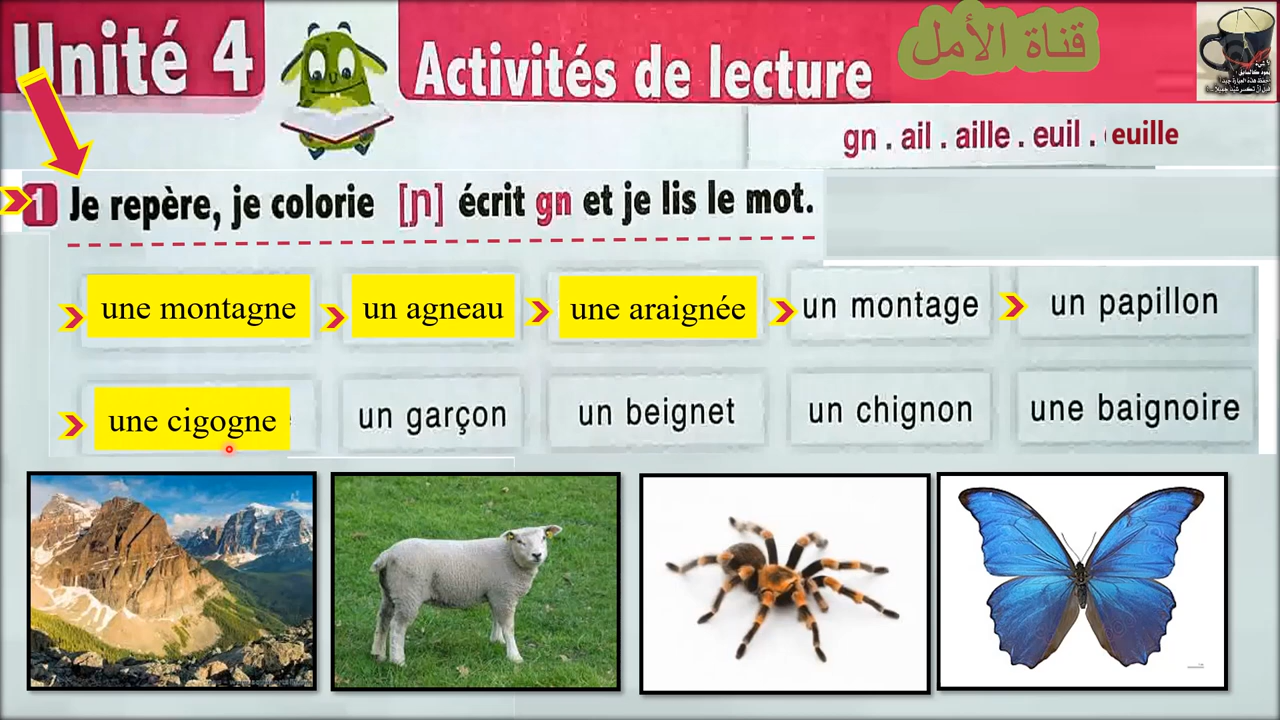 Unité 4
Activités de lecture
قناة الأمل
gn . ail . aille . euil . euille
1 Je repère, je colorie [ɲ] écrit gn et je lis le mot.
une montagne un agneau une araignée un montage un papillon
une cigogne un garçon un beignet un chignon une baignoire